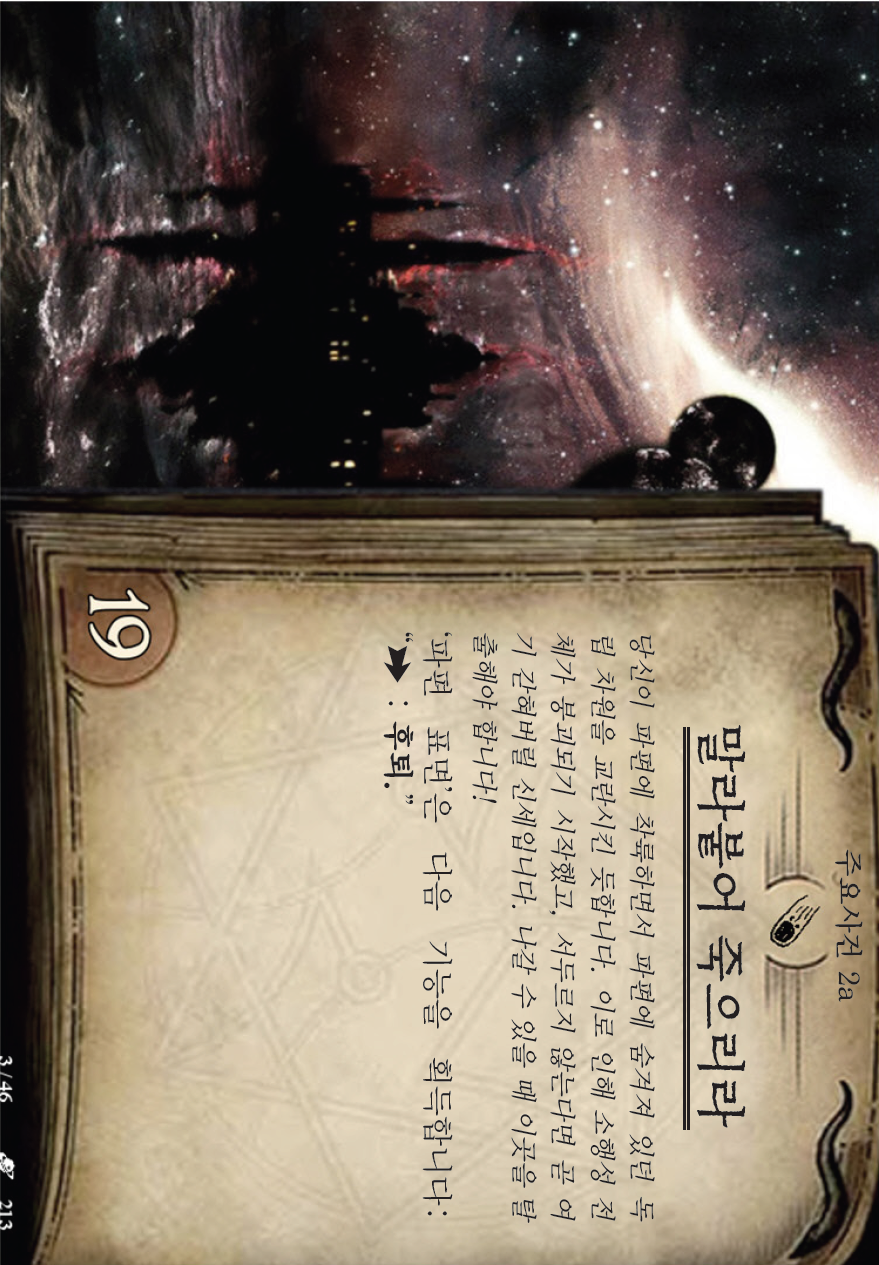 주요사건 2a
말라붙어 죽으리라
당신이 파편에 착륙하면서 파편에 숨겨져 있던 독
립 차원을 교란시킨 듯합니다. 이로 인해 소행성 전
체가 붕괴되기 시작했고, 서두르지 않는다면 곧 여
기 갇혀버릴 신세입니다. 나갈 수 있을 때 이곳을 탈
출해야 합니다!
‘파편 표면’은 다음 기능을 획득합니다:
“ : 후퇴.”
19
3/46 213